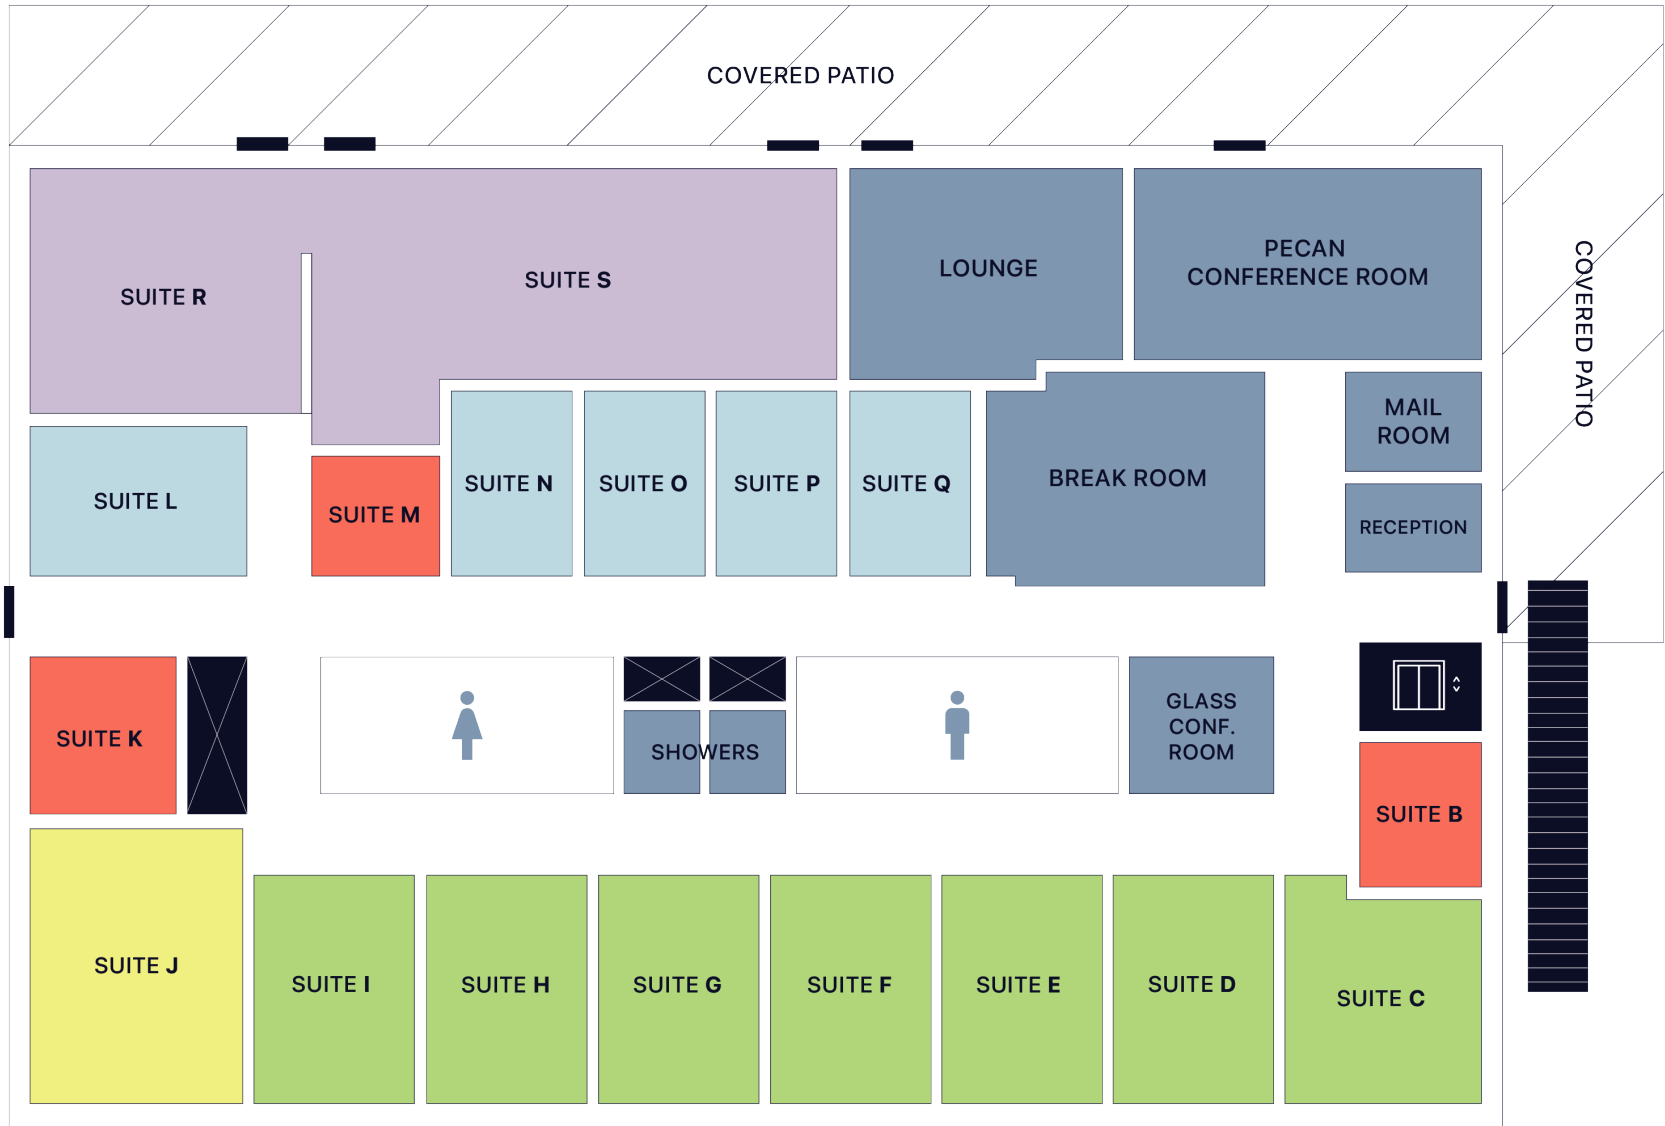 COVERED PATIO
COVERED PATIO
SUITE R
SUITE S
LOUNGE
PECAN
CONFERENCE ROOM
MAIL
ROOM
SUITE L
SUITE M
SUITE N
SUITE O
SUITE P
SUITE Q
BREAK ROOM
RECEPTION
SUITE K
SHOWERS
GLASS
CONF.
ROOM
SUITE B
SUITE J
SUITE I
SUITE H
SUITE G
SUITE F
SUITE E
SUITE D
SUITE C